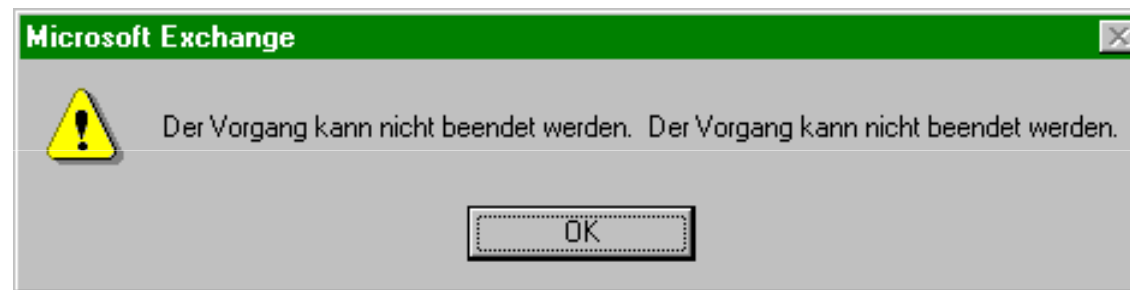 Microsoft Exchange
Der Vorgang kann nicht beendet werden.  Der Vorgang kann nicht beendet werden.
OK